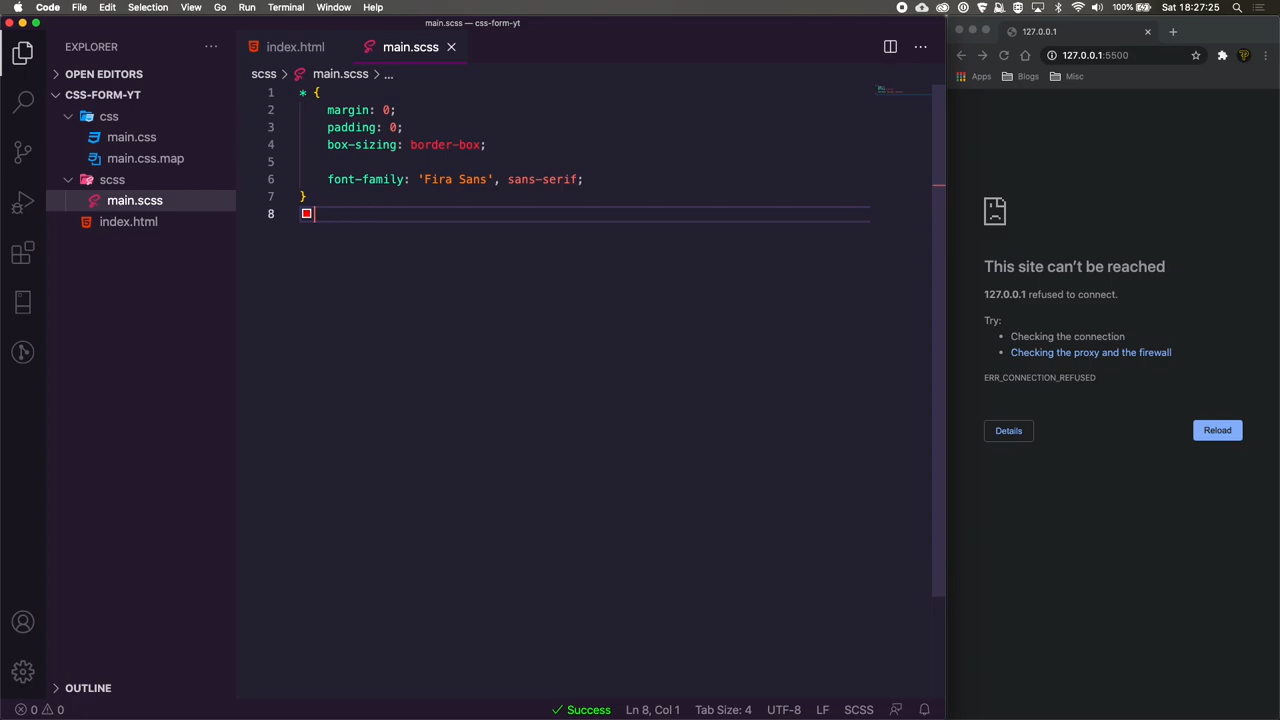 Code File Edit Selection View Go Run Terminal Window Help
100% Sat 18:27:25
main.scss — css-form-yt
EXPLORER
OPEN EDITORS
CSS-FORM-YT
css
main.css
main.css.map
scss
main.scss
index.html
OUTLINE
index.html main.scss
scss main.scss ...
1 * {
2 margin: 0;
3 padding: 0;
4 box-sizing: border-box;
5
6 font-family: 'Fira Sans', sans-serif;
7 }
8
0 0
Success Ln 8, Col 1 Tab Size: 4 UTF-8 LF SCSS
127.0.0.1
127.0.0.1:5500
Apps Blogs Misc
This site can't be reached
127.0.0.1 refused to connect.
Try:
• Checking the connection
• Checking the proxy and the firewall
ERR_CONNECTION_REFUSED
Details Reload